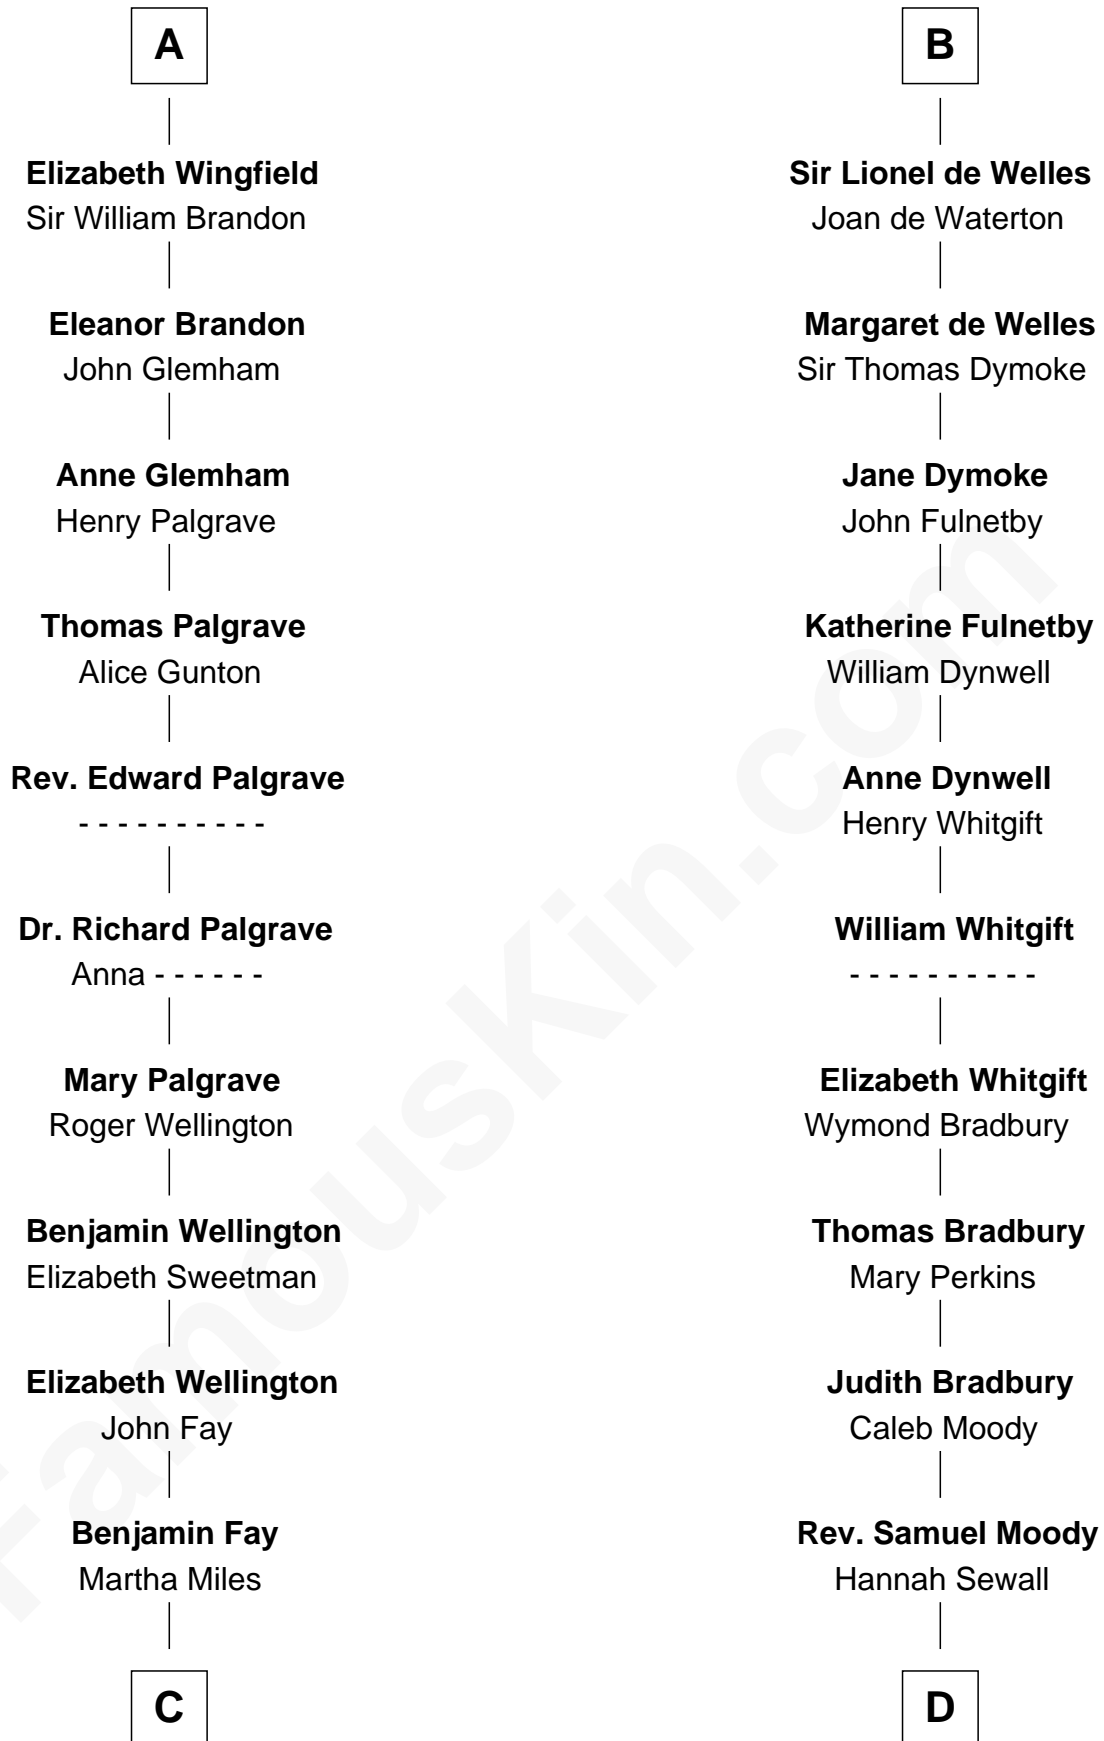 A
Elizabeth Wingfield
Sir William Brandon
Eleanor Brandon
John Glemham
Anne Glemham
Henry Palgrave
Thomas Palgrave
Alice Gunton
Rev. Edward Palgrave
- - - - - - - - - -
Dr. Richard Palgrave
Anna - - - - - -
Mary Palgrave
Roger Wellington
Benjamin Wellington
Elizabeth Sweetman
Elizabeth Wellington
John Fay
Benjamin Fay
Martha Miles
C
B
Sir Lionel de Welles
Joan de Waterton
Margaret de Welles
Sir Thomas Dymoke
Jane Dymoke
John Fulnetby
Katherine Fulnetby
William Dynwell
Anne Dynwell
Henry Whitgift
William Whitgift
- - - - - - - - - -
Elizabeth Whitgift
Wymond Bradbury
Thomas Bradbury
Mary Perkins
Judith Bradbury
Caleb Moody
Rev. Samuel Moody
Hannah Sewall
D
FamousKin.com